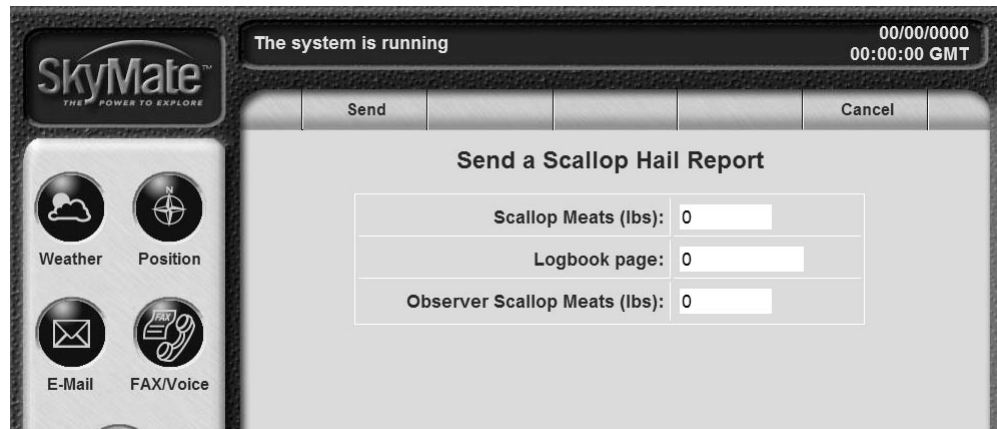 SkyMate™
THE POWER TO EXPLORE
The system is running
00/00/0000
00:00:00 GMT
Send
Cancel
Send a Scallop Hail Report
Scallop Meats (lbs): 0
Logbook page: 0
Observer Scallop Meats (lbs): 0
N
Weather
Position
FAX
E-Mail
FAX/Voice